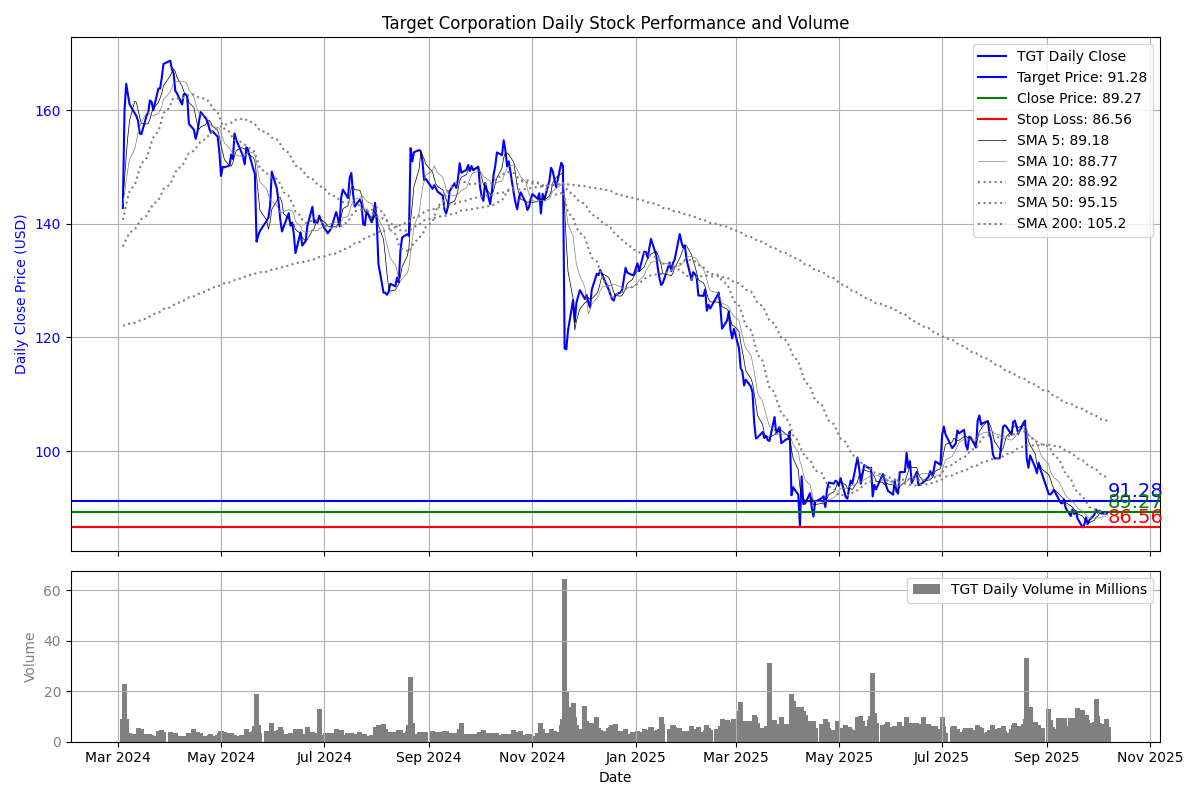 Target Corporation Daily Stock Performance and Volume
TGT Daily Close
Target Price: 91.28
Close Price: 89.27
Stop Loss: 86.56
SMA 5: 89.18
SMA 10: 88.77
SMA 20: 88.92
SMA 50: 95.15
SMA 200: 105.2
Daily Close Price (USD)
160
140
120
100
91.28
89.27
86.56
TGT Daily Volume in Millions
Volume
60
40
20
0
Mar 2024 May 2024 Jul 2024 Sep 2024 Nov 2024 Jan 2025 Mar 2025 May 2025 Jul 2025 Sep 2025 Nov 2025
Date